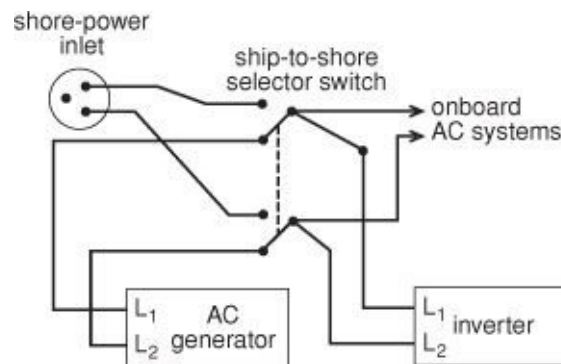 shore-power
inlet
ship-to-shore
selector switch
onboard
AC systems
L1
L2
AC
generator
L1
L2
inverter